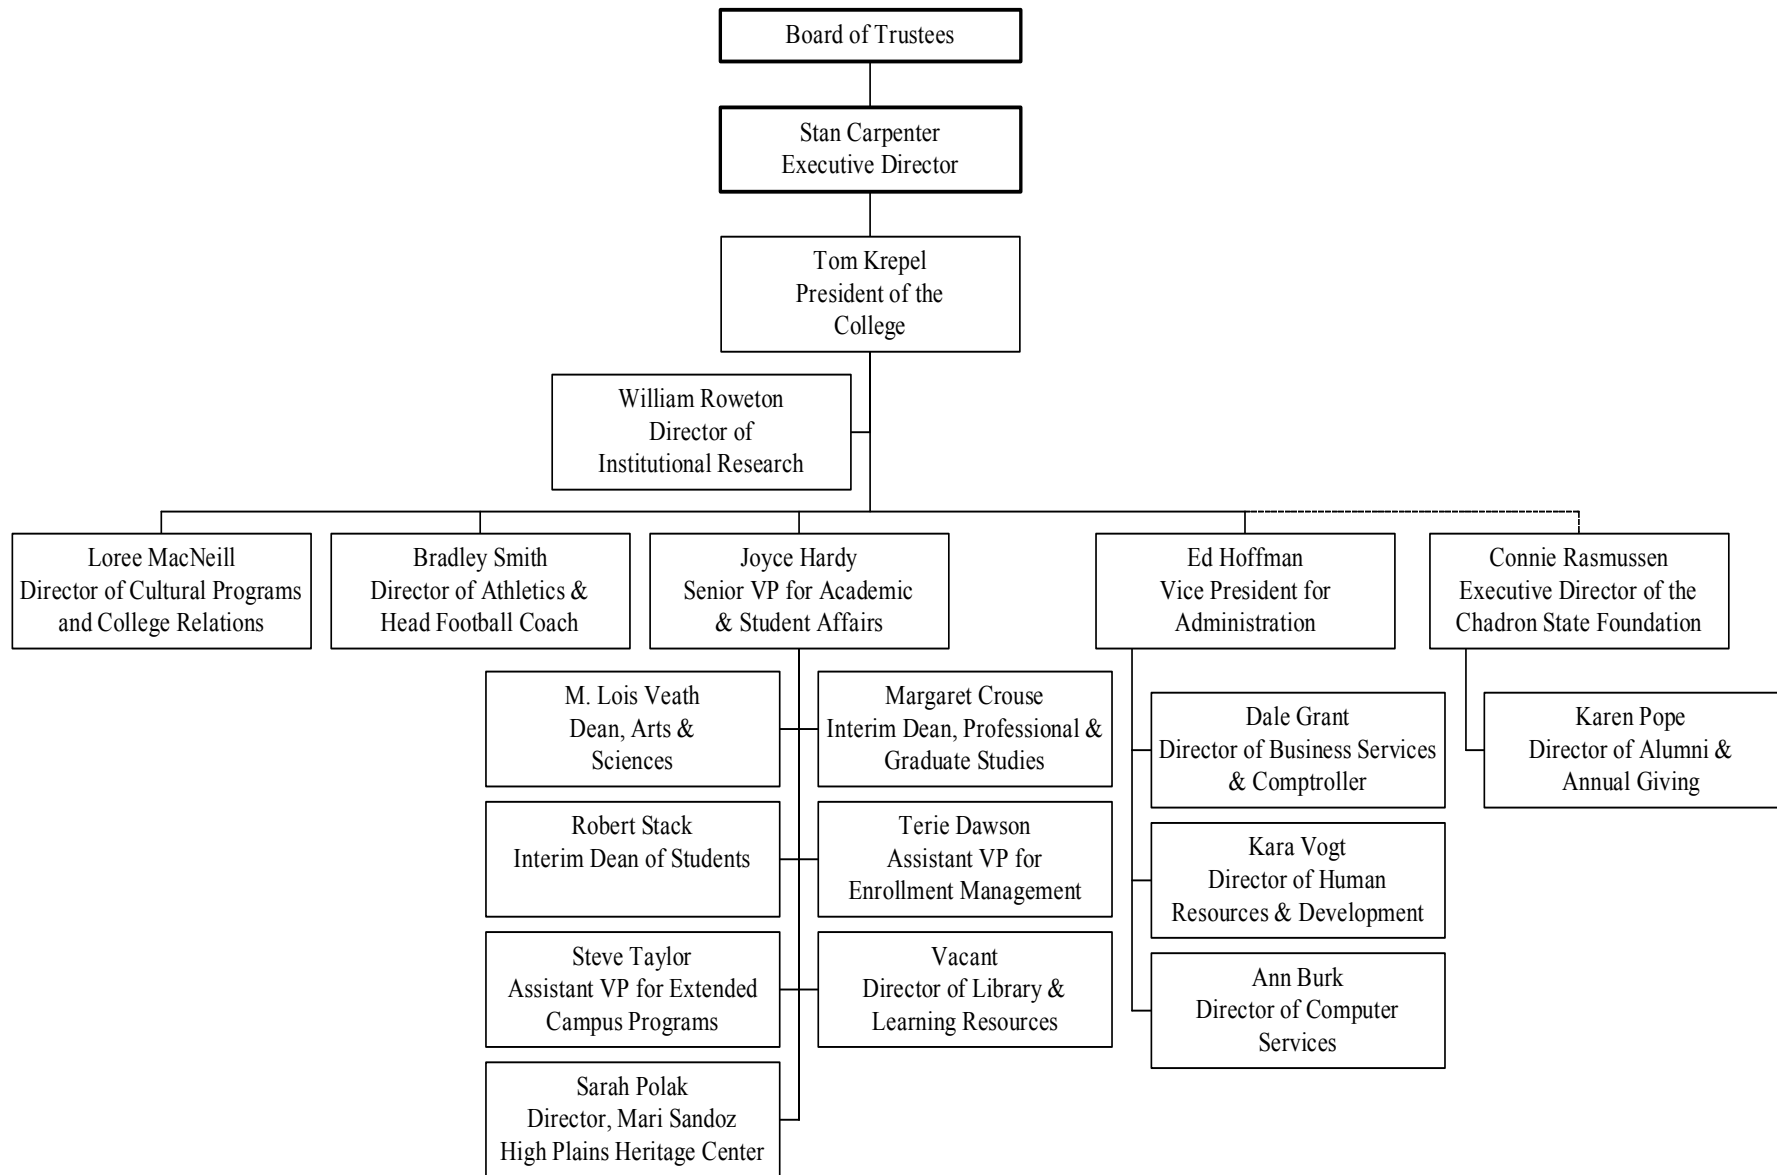 Board of Trustees
Stan Carpenter
Executive Director
Tom Krepel
President of the
College
William Roweton
Director of
Institutional Research
Loree MacNeill
Director of Cultural Programs
and College Relations
Bradley Smith
Director of Athletics &
Head Football Coach
Joyce Hardy
Senior VP for Academic
& Student Affairs
Ed Hoffman
Vice President for
Administration
Connie Rasmussen
Executive Director of the
Chadron State Foundation
M. Lois Veath
Dean, Arts &
Sciences
Margaret Crouse
Interim Dean, Professional &
Graduate Studies
Dale Grant
Director of Business Services
& Comptroller
Karen Pope
Director of Alumni &
Annual Giving
Robert Stack
Interim Dean of Students
Terie Dawson
Assistant VP for
Enrollment Management
Kara Vogt
Director of Human
Resources & Development
Steve Taylor
Assistant VP for Extended
Campus Programs
Vacant
Director of Library &
Learning Resources
Ann Burk
Director of Computer
Services
Sarah Polak
Director, Mari Sandoz
High Plains Heritage Center